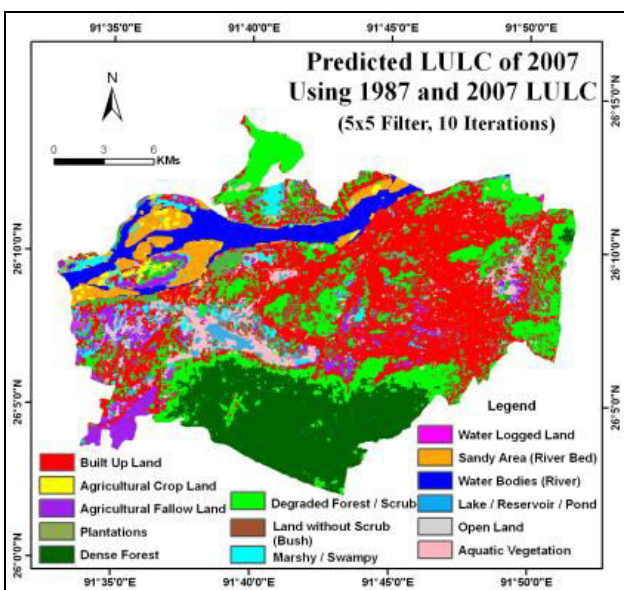 91°35'0"E 91°40'0"E 91°45'0"E 91°50'0"E
Predicted LULC of 2007
Using 1987 and 2007 LULC
(5x5 Filter, 10 Iterations)
N
0 3 6
KMs
26°15'0"N
26°10'0"N 26°10'0"N
26°5'0"N 26°5'0"N
26°0'0"N
Legend
Built Up Land
Agricultural Crop Land
Agricultural Fallow Land
Plantations
Dense Forest
Degraded Forest / Scrub
Land without Scrub
(Bush)
Marshy / Swampy
Water Logged Land
Sandy Area (River Bed)
Water Bodies (River)
Lake / Reservoir / Pond
Open Land
Aquatic Vegetation
91°35'0"E 91°40'0"E 91°45'0"E 91°50'0"E